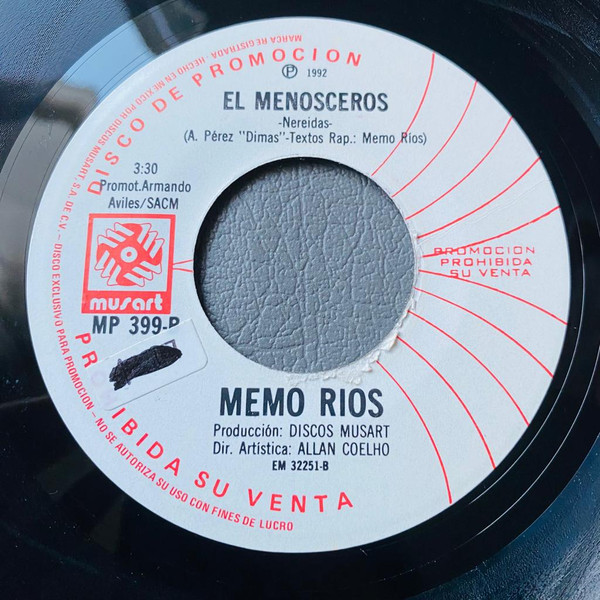 DISCO DE PROMOCION
MARCA REGISTRADA · HECHO EN MEXICO POR DISCOS MUSART, S.A. DE C.V. – DISCO EXCLUSIVO PARA PROMOCION – NO SE AUTORIZA SU USO CON FINES DE LUCRO
Ⓟ 1992
EL MENOSCEROS
-Nereidas-
(A. Pérez "Dimas"-Textos Rap.: Memo Ríos)
3:30
Promot.Armando
Aviles/SACM
musart
MP 399-B
PROMOCION
PROHIBIDA
SU VENTA
MEMO RIOS
Producción: DISCOS MUSART
Dir. Artística: ALLAN COELHO
EM 32251-B
PROHIBIDA SU VENTA